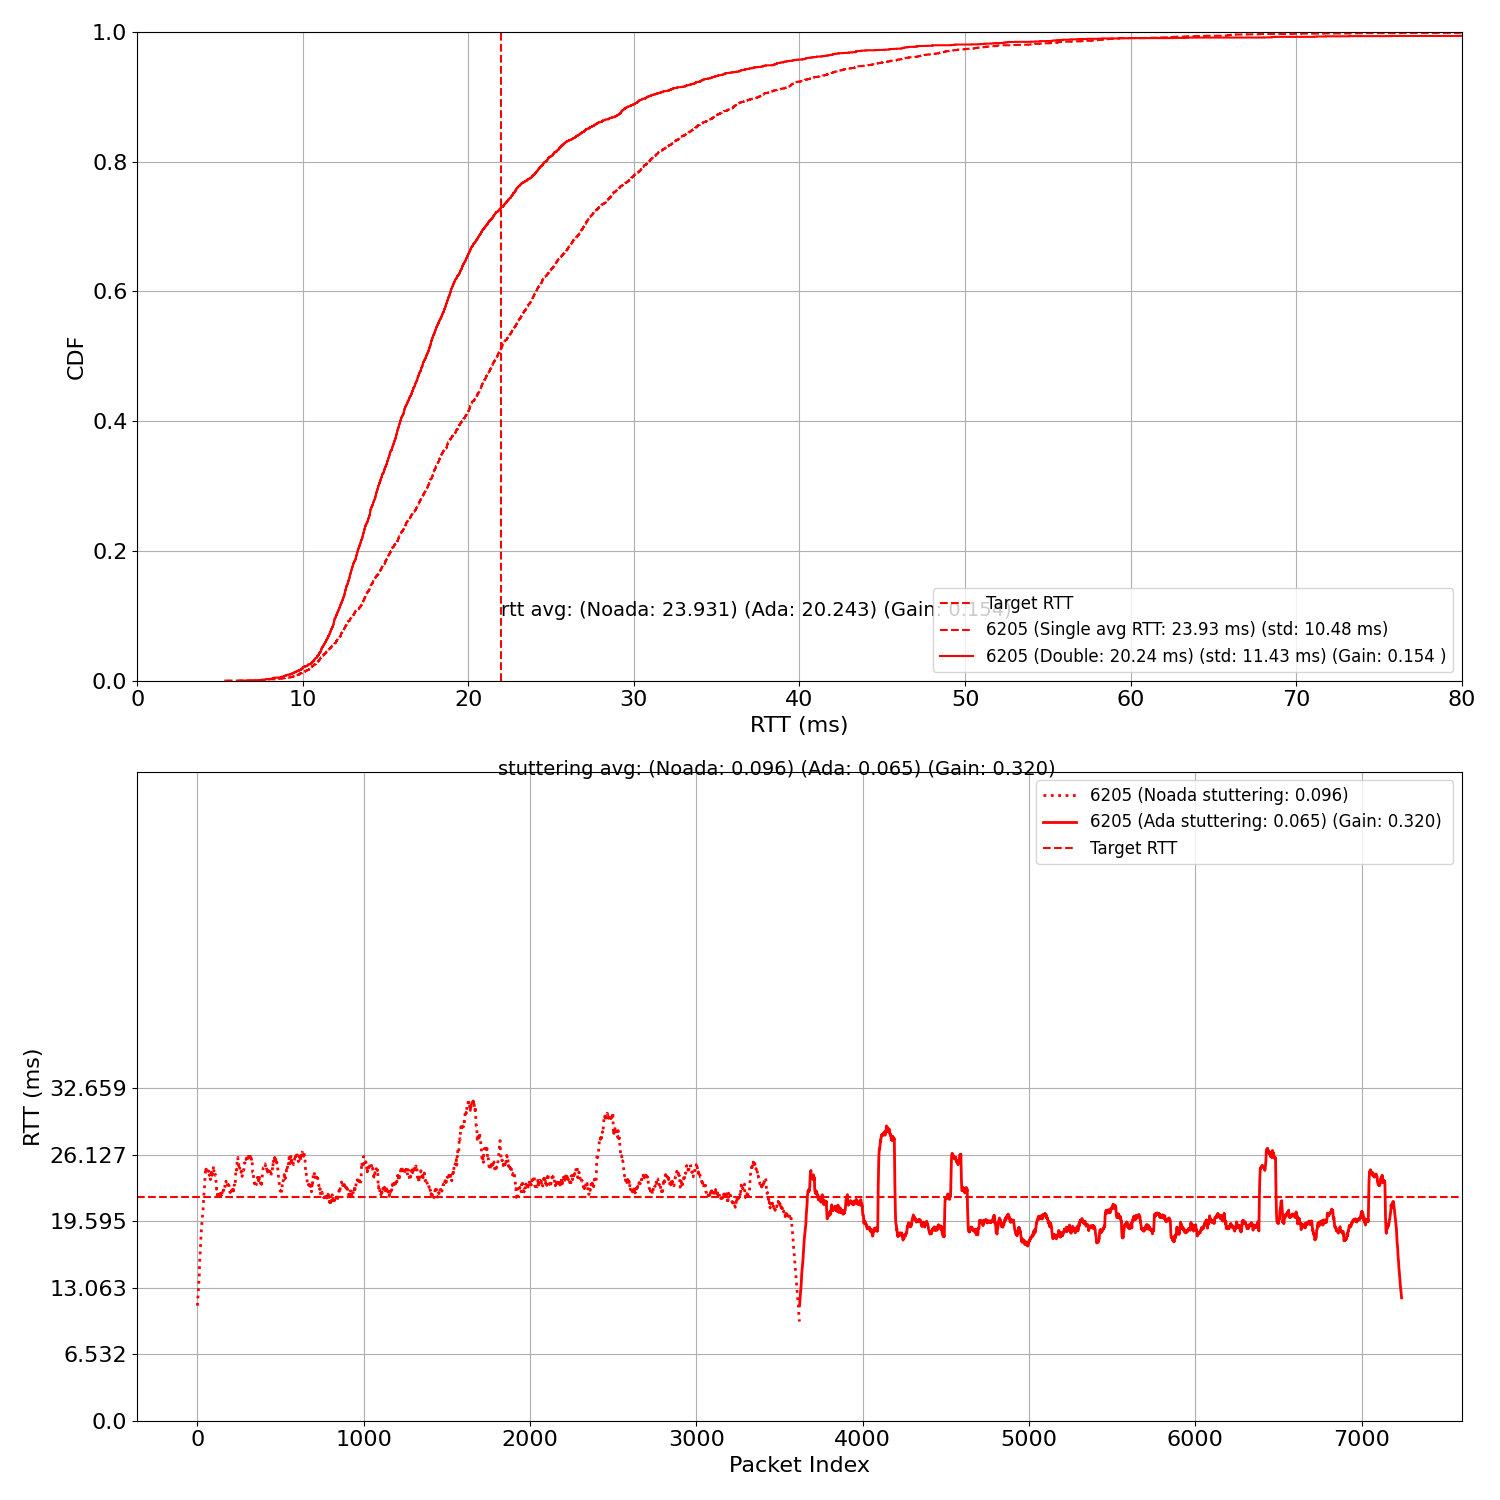 1.0
0.8
0.6
0.4
0.2
0.0
CDF
rtt avg: (Noada: 23.931) (Ada: 20.243) (Gain: 0.154)
Target RTT
6205 (Single avg RTT: 23.93 ms) (std: 10.48 ms)
6205 (Double: 20.24 ms) (std: 11.43 ms) (Gain: 0.154 )
0 10 20 30 40 50 60 70 80
RTT (ms)
stuttering avg: (Noada: 0.096) (Ada: 0.065) (Gain: 0.320)
6205 (Noada stuttering: 0.096)
6205 (Ada stuttering: 0.065) (Gain: 0.320)
Target RTT
32.659
26.127
19.595
13.063
6.532
0.0
RTT (ms)
0 1000 2000 3000 4000 5000 6000 7000
Packet Index